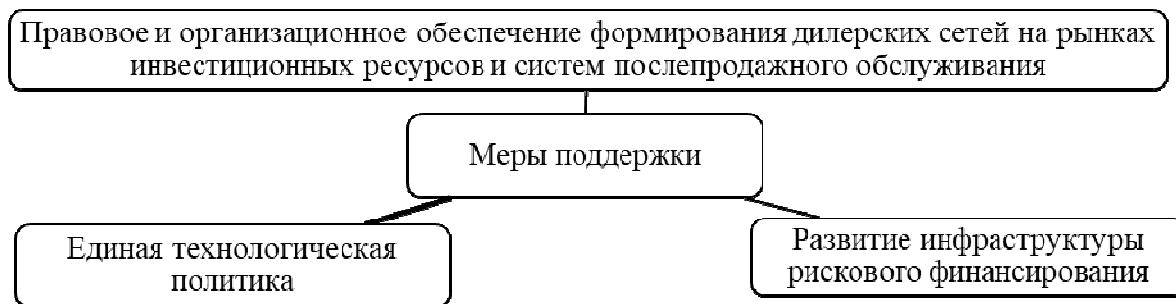 Правовое и организационное обеспечение формирования дилерских сетей на рынках
инвестиционных ресурсов и систем послепродажного обслуживания
Меры поддержки
Единая технологическая
политика
Развитие инфраструктуры
рискового финансирования